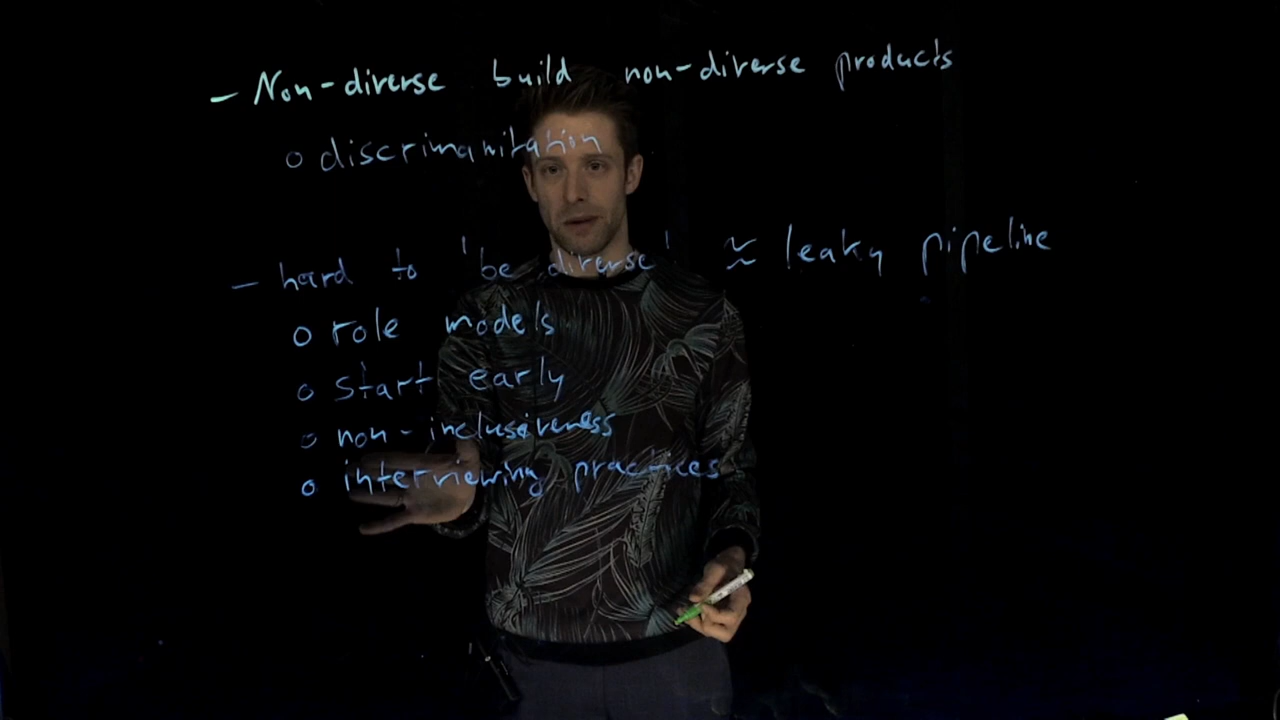 - Non-diverse build non-diverse products
o discrimanitation
- hard to 'be diverse' ≈ leaky pipeline
o role models
o start early
o non-inclusiveness
o interviewing practices